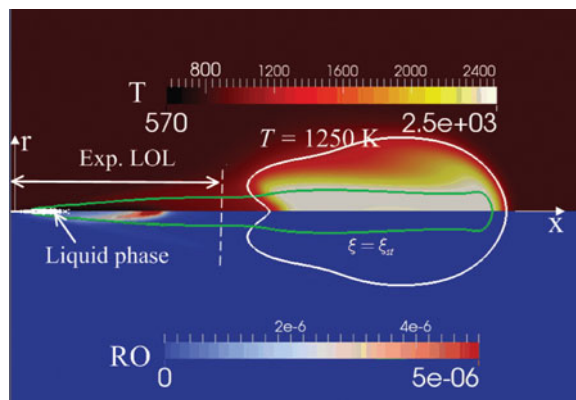 800 1200 1600 2000 2400
T
570 2.5e+03
r
T = 1250 K
Exp. LOL
x
Liquid phase
ξ = ξst
2e-6 4e-6
RO
0 5e-06